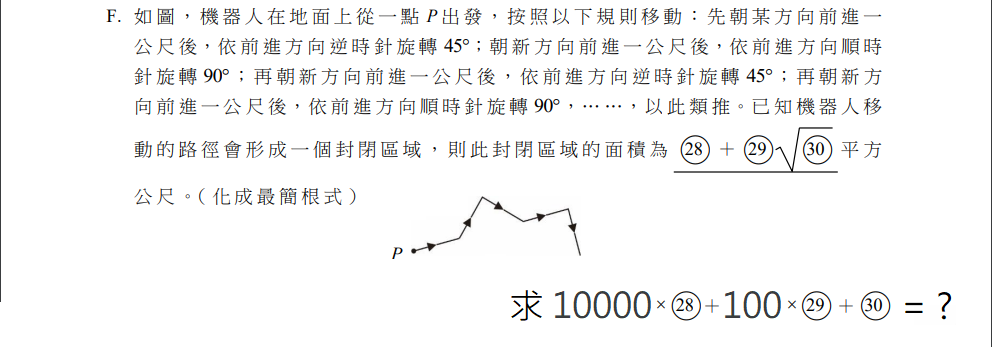 F. 如圖，機器人在地面上從一點 P 出發，按照以下規則移動：先朝某方向前進一
公尺後，依前進方向逆時針旋轉 45°；朝新方向前進一公尺後，依前進方向順時
針旋轉 90°；再朝新方向前進一公尺後，依前進方向逆時針旋轉 45°；再朝新方
向前進一公尺後，依前進方向順時針旋轉 90°，⋯⋯，以此類推。已知機器人移
動的路徑會形成一個封閉區域，則此封閉區域的面積為 ㉘ + ㉙√㉚ 平方
公尺。（化成最簡根式）
P
求 10000×㉘+100×㉙+㉚ = ?